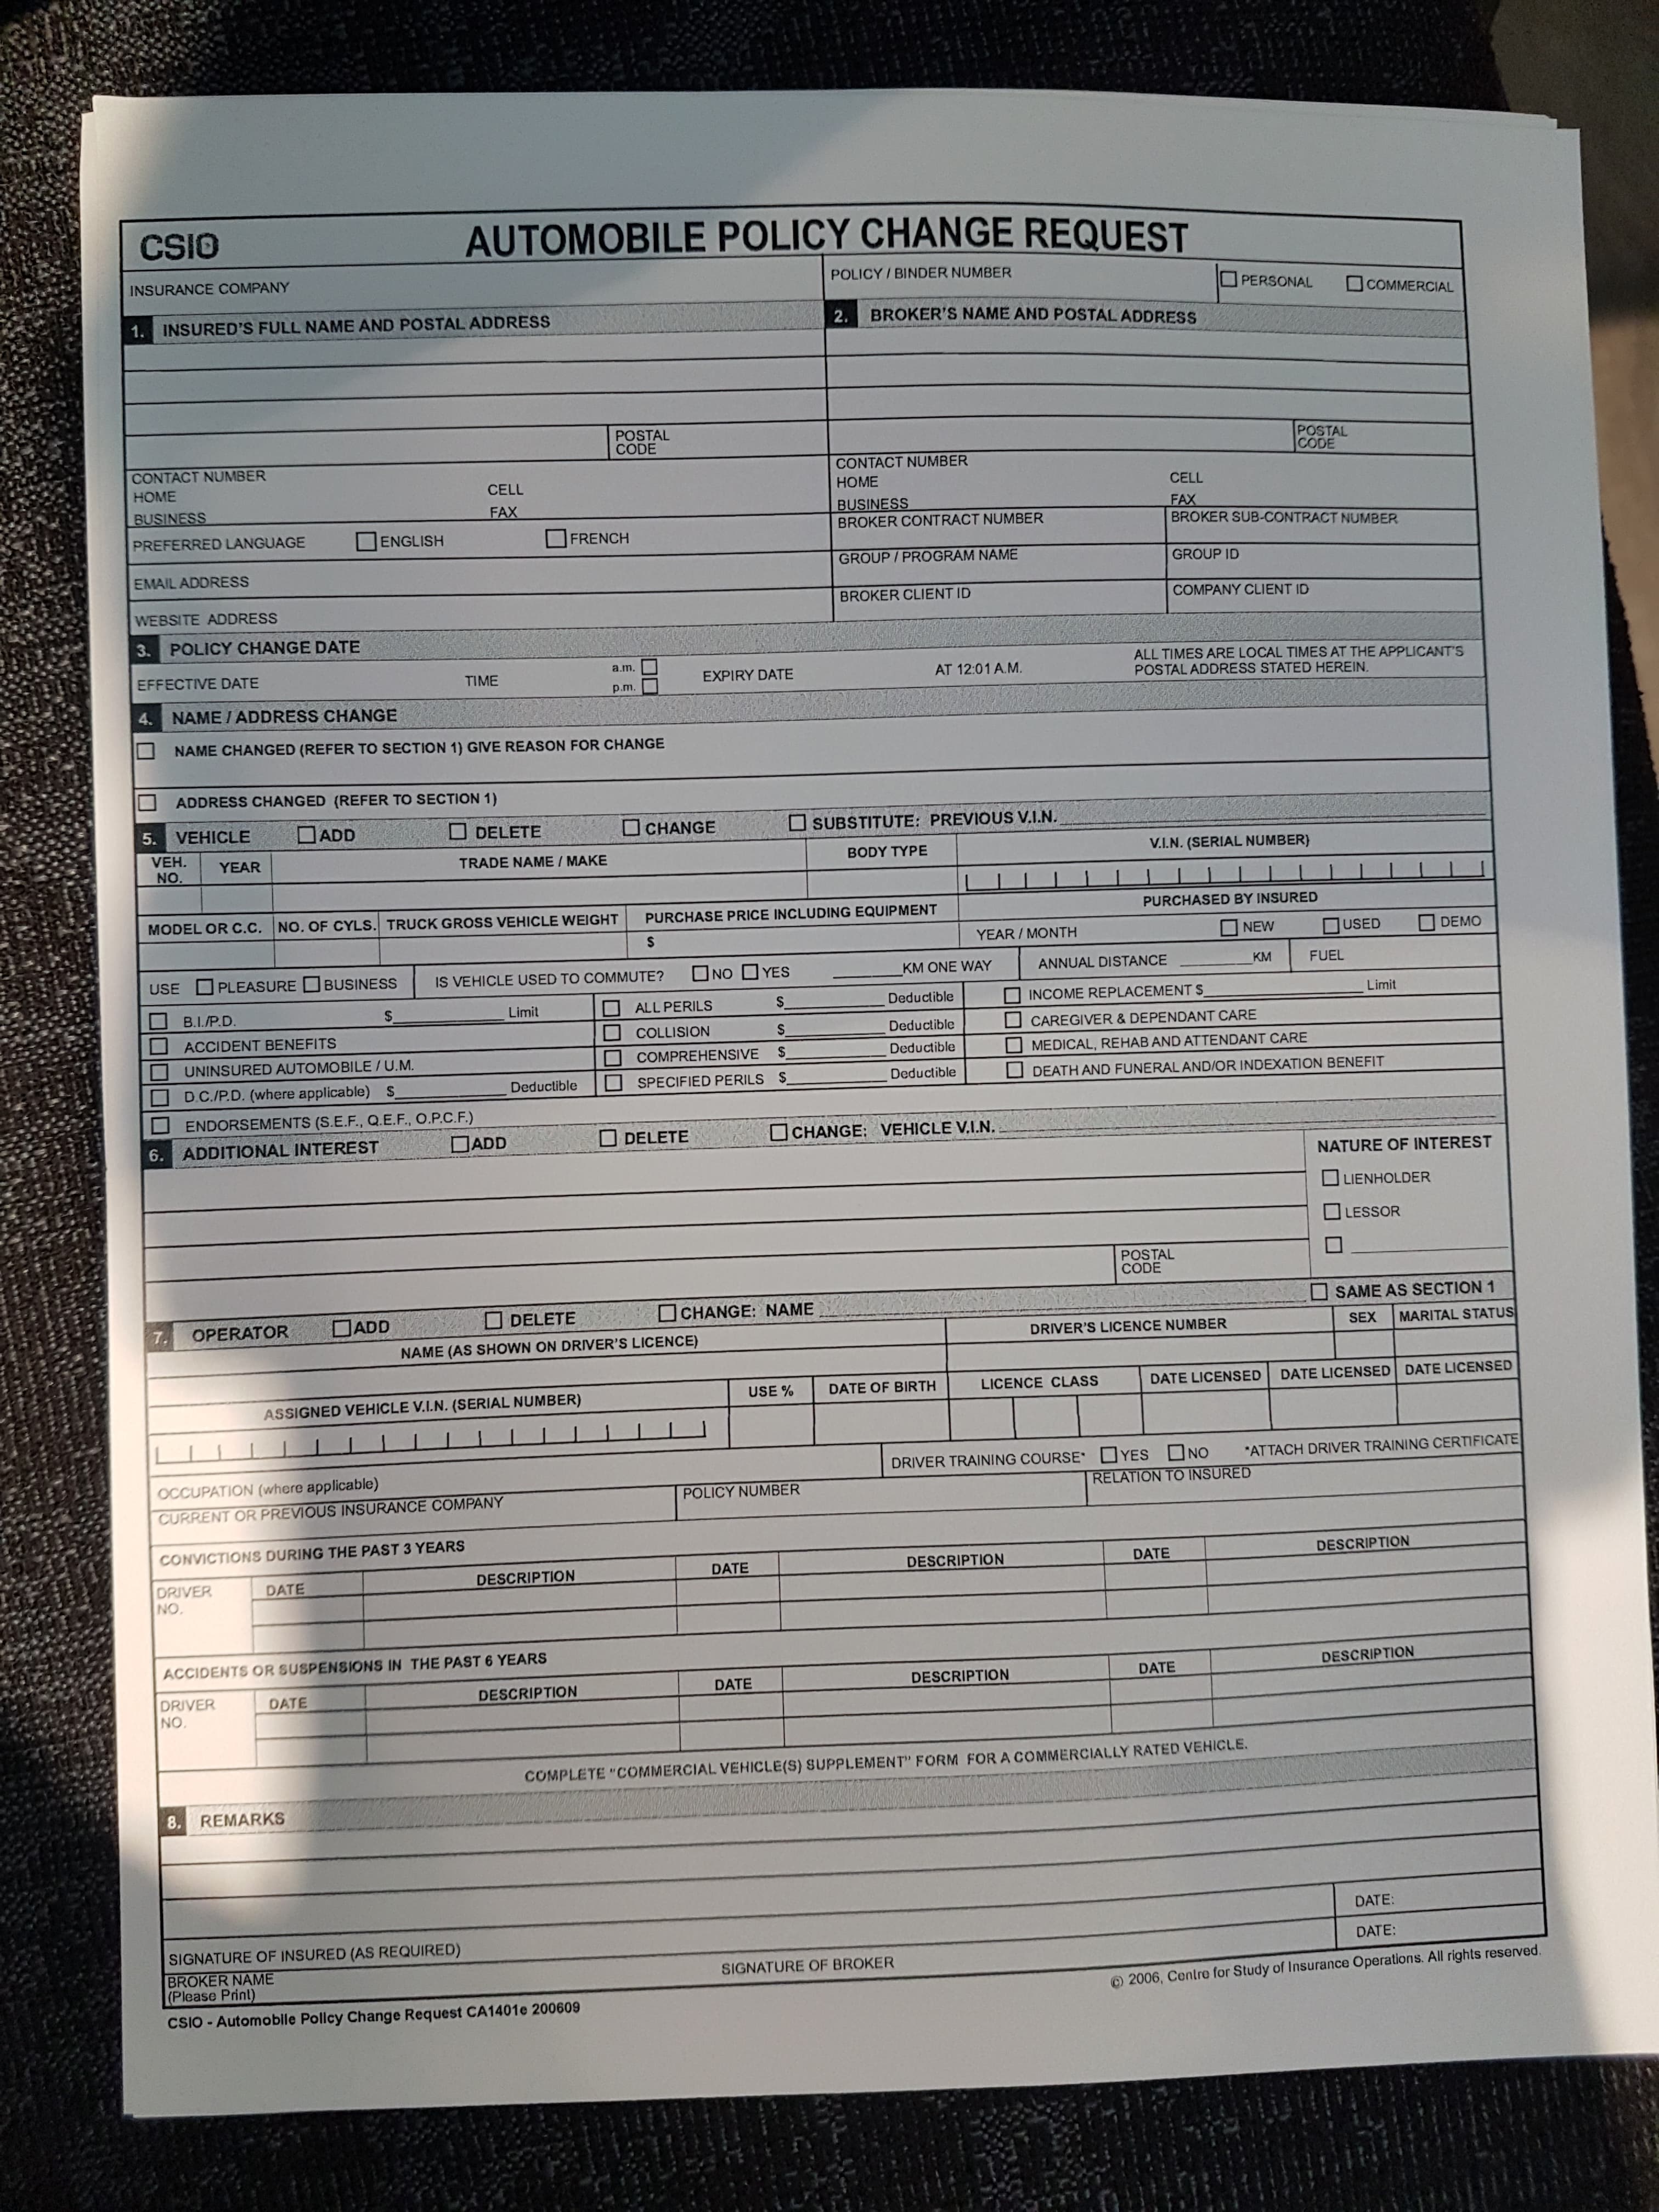 CSIO AUTOMOBILE POLICY CHANGE REQUEST
INSURANCE COMPANY
POLICY / BINDER NUMBER
PERSONAL COMMERCIAL
1. INSURED'S FULL NAME AND POSTAL ADDRESS
POSTAL
CODE
CONTACT NUMBER
HOME CELL
BUSINESS FAX
PREFERRED LANGUAGE ENGLISH FRENCH
EMAIL ADDRESS
WEBSITE ADDRESS
2. BROKER'S NAME AND POSTAL ADDRESS
POSTAL
CODE
CONTACT NUMBER
HOME CELL
BUSINESS FAX
BROKER CONTRACT NUMBER BROKER SUB-CONTRACT NUMBER
GROUP / PROGRAM NAME GROUP ID
BROKER CLIENT ID COMPANY CLIENT ID
3. POLICY CHANGE DATE
EFFECTIVE DATE TIME a.m. p.m. EXPIRY DATE AT 12:01 A.M.
ALL TIMES ARE LOCAL TIMES AT THE APPLICANT'S
POSTAL ADDRESS STATED HEREIN.
4. NAME / ADDRESS CHANGE
NAME CHANGED (REFER TO SECTION 1) GIVE REASON FOR CHANGE
ADDRESS CHANGED (REFER TO SECTION 1)
5. VEHICLE ADD DELETE CHANGE SUBSTITUTE: PREVIOUS V.I.N.
VEH.
NO.
YEAR TRADE NAME / MAKE BODY TYPE V.I.N. (SERIAL NUMBER)
MODEL OR C.C. NO. OF CYLS. TRUCK GROSS VEHICLE WEIGHT PURCHASE PRICE INCLUDING EQUIPMENT PURCHASED BY INSURED
$ YEAR / MONTH NEW USED DEMO
USE PLEASURE BUSINESS IS VEHICLE USED TO COMMUTE? NO YES KM ONE WAY ANNUAL DISTANCE KM FUEL
B.I./P.D. $ Limit ALL PERILS $ Deductible INCOME REPLACEMENT $ Limit
ACCIDENT BENEFITS COLLISION $ Deductible CAREGIVER & DEPENDANT CARE
UNINSURED AUTOMOBILE / U.M. COMPREHENSIVE $ Deductible MEDICAL, REHAB AND ATTENDANT CARE
D.C./P.D. (where applicable) $ Deductible SPECIFIED PERILS $ Deductible DEATH AND FUNERAL AND/OR INDEXATION BENEFIT
ENDORSEMENTS (S.E.F., Q.E.F., O.P.C.F.)
6. ADDITIONAL INTEREST ADD DELETE CHANGE: VEHICLE V.I.N.
NATURE OF INTEREST
LIENHOLDER
LESSOR
POSTAL
CODE
7. OPERATOR ADD DELETE CHANGE: NAME SAME AS SECTION 1
NAME (AS SHOWN ON DRIVER'S LICENCE) DRIVER'S LICENCE NUMBER SEX MARITAL STATUS
ASSIGNED VEHICLE V.I.N. (SERIAL NUMBER) USE % DATE OF BIRTH LICENCE CLASS DATE LICENSED DATE LICENSED DATE LICENSED
OCCUPATION (where applicable) DRIVER TRAINING COURSE* YES NO *ATTACH DRIVER TRAINING CERTIFICATE
CURRENT OR PREVIOUS INSURANCE COMPANY POLICY NUMBER RELATION TO INSURED
CONVICTIONS DURING THE PAST 3 YEARS
DRIVER
NO.
DATE DESCRIPTION DATE DESCRIPTION DATE DESCRIPTION
ACCIDENTS OR SUSPENSIONS IN THE PAST 6 YEARS
DRIVER
NO.
DATE DESCRIPTION DATE DESCRIPTION DATE DESCRIPTION
COMPLETE "COMMERCIAL VEHICLE(S) SUPPLEMENT" FORM FOR A COMMERCIALLY RATED VEHICLE.
8. REMARKS
SIGNATURE OF INSURED (AS REQUIRED) DATE:
BROKER NAME
(Please Print)
SIGNATURE OF BROKER DATE:
CSIO - Automobile Policy Change Request CA1401e 200609
© 2006, Centre for Study of Insurance Operations. All rights reserved.